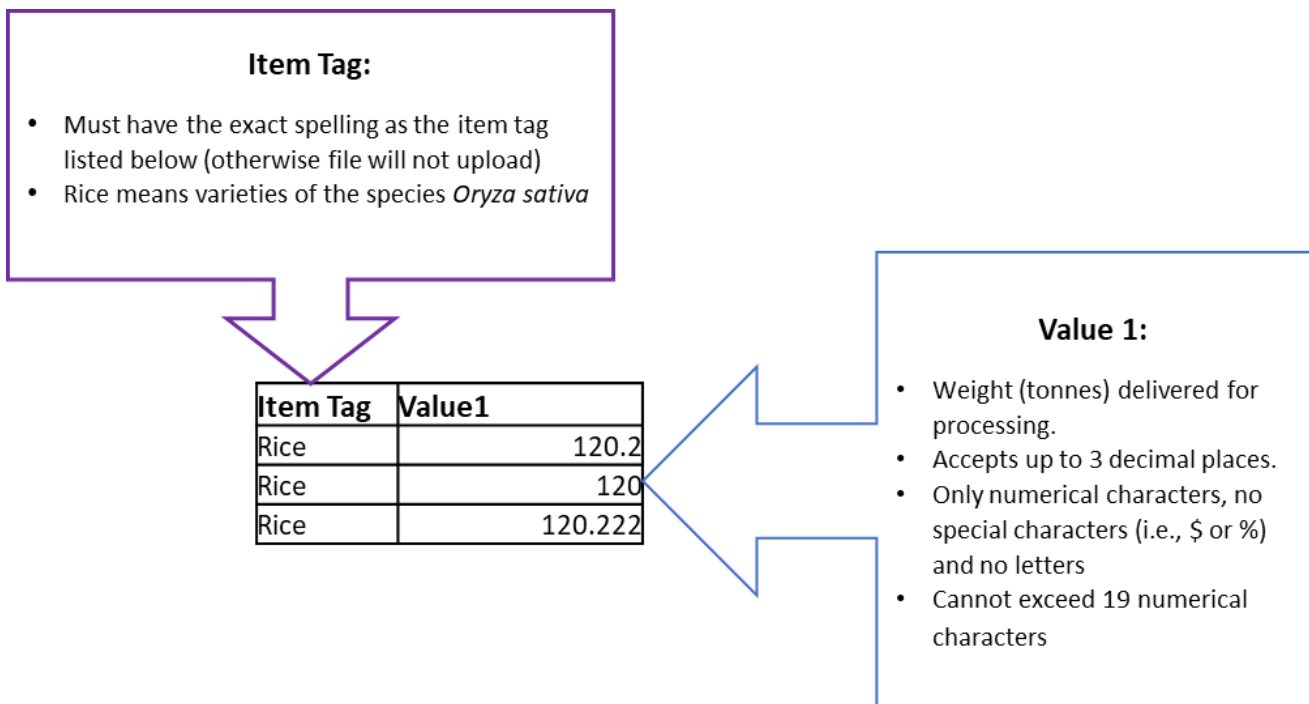 Item Tag:
• Must have the exact spelling as the item tag
listed below (otherwise file will not upload)
• Rice means varieties of the species Oryza sativa
Value 1:
• Weight (tonnes) delivered for
processing.
• Accepts up to 3 decimal places.
• Only numerical characters, no
special characters (i.e., $ or %)
and no letters
• Cannot exceed 19 numerical
characters
Item Tag Value1
Rice 120.2
Rice 120
Rice 120.222